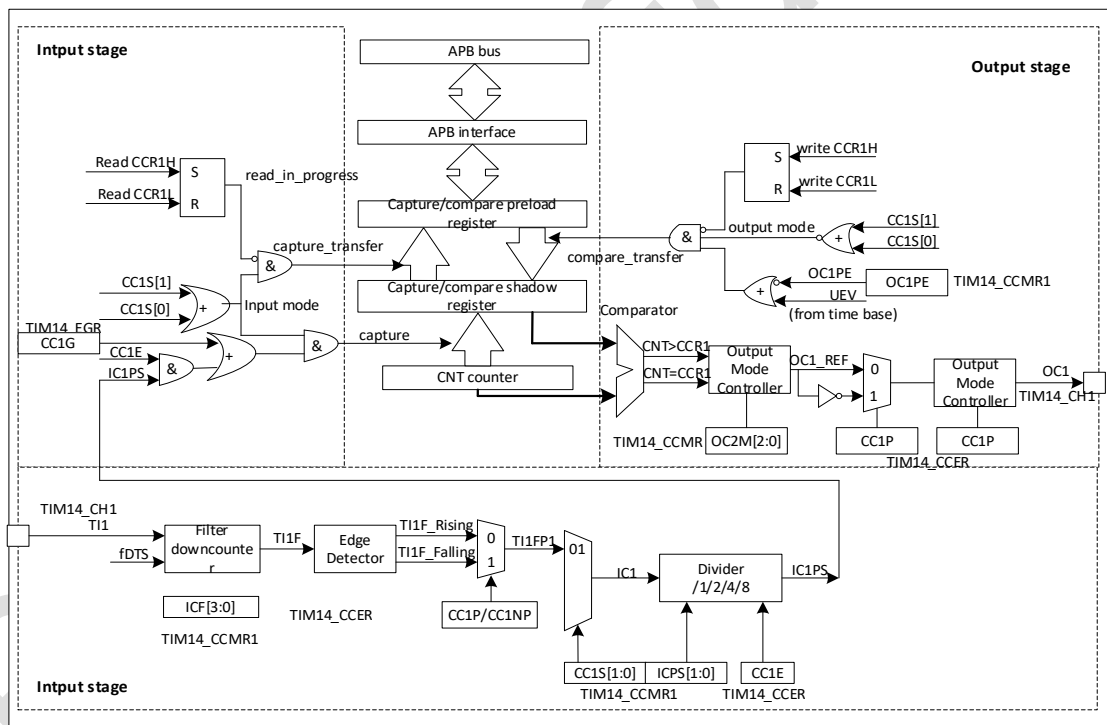 Intput stage
APB bus
Output stage
APB interface
Read CCR1H
S
Read CCR1L
R
read_in_progress
S
write CCR1H
R
write CCR1L
Capture/compare preload
register
capture_transfer
&
&
output mode
compare_transfer
+
CC1S[1]
CC1S[0]
CC1S[1]
CC1S[0]
+
Input mode
Capture/compare shadow
register
+
OC1PE
OC1PE
TIM14_CCMR1
UEV
(from time base)
TIM14_EGR
CC1G
CC1E
IC1PS
&
+
&
capture
CNT counter
Comparator
CNT>CCR1
CNT=CCR1
Output
Mode
Controller
OC1_REF
0
1
Output
Mode
Controller
OC1
TIM14_CH1
TIM14_CCMR
OC2M[2:0]
CC1P
CC1P
TIM14_CCER
TIM14_CH1
TI1
fDTS
Filter
downcounte
r
TI1F
Edge
Detector
TI1F_Rising
TI1F_Falling
0
1
TI1FP1
01
IC1
Divider
/1/2/4/8
IC1PS
ICF[3:0]
TIM14_CCMR1
TIM14_CCER
CC1P/CC1NP
CC1S[1:0]
ICPS[1:0]
CC1E
TIM14_CCMR1
TIM14_CCER
Intput stage